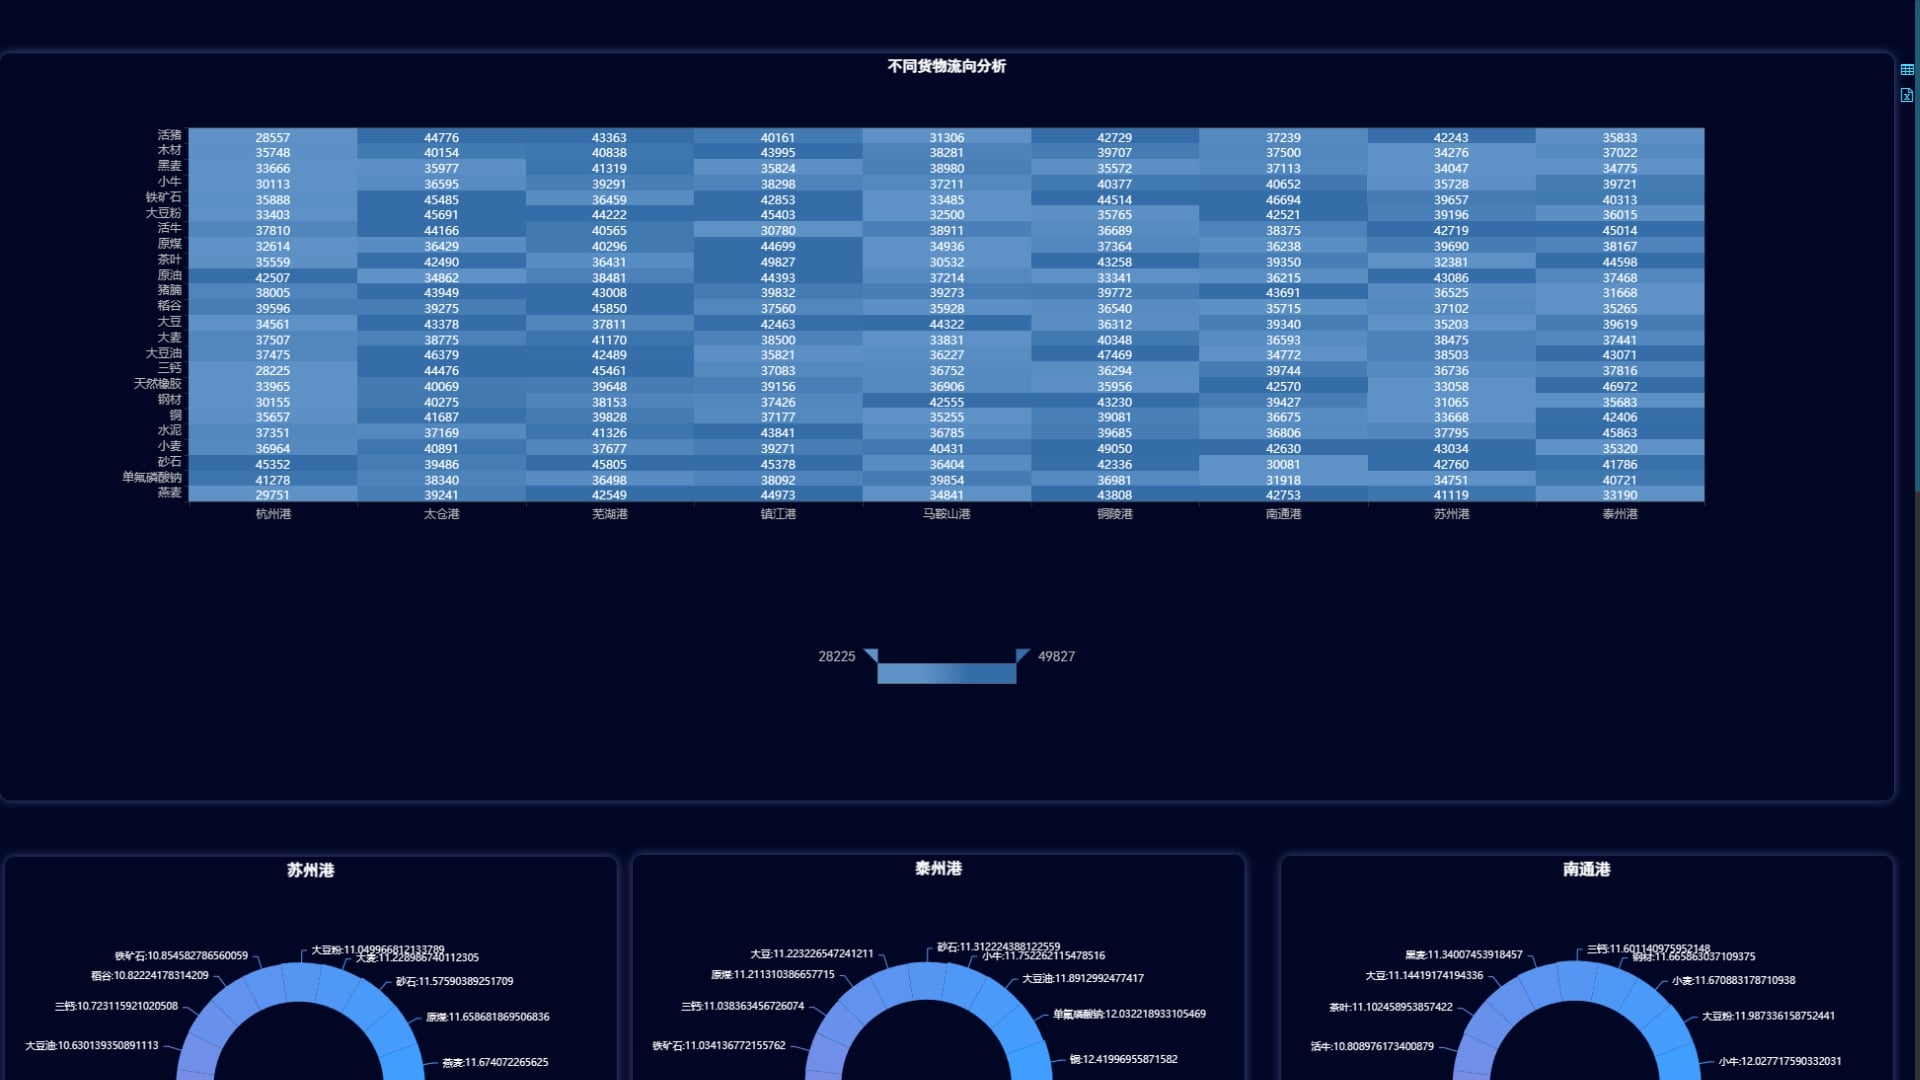 不同货物流向分析
活猪 28557 44776 43363 40161 31306 42729 37239 42243 35833
木材 35748 40154 40838 43995 38281 39707 37500 34276 37022
黑麦 33666 35977 41319 35824 38980 35572 37113 34047 34775
小牛 30113 36595 39291 38298 37211 40377 40652 35728 39721
铁矿石 35888 45485 36459 42853 33485 44514 46694 39657 40313
大豆粉 33403 45691 44222 45403 32500 35765 42521 39196 36015
活牛 37810 44166 40565 30780 38911 36689 38375 42719 45014
原煤 32614 36429 40296 44699 34936 37364 36238 39690 38167
茶叶 35559 42490 36431 49827 30532 43258 39350 32381 44598
原油 42507 34862 38481 44393 37214 33341 36215 43086 37468
猪腩 38005 43949 43008 39832 39273 39772 43691 36525 31668
稻谷 39596 39275 45850 37560 35928 36540 35715 37102 35265
大豆 34561 43378 37811 42463 44322 36312 39340 35203 39619
大麦 37507 38775 41170 38500 33831 40348 36593 38475 37441
大豆油 37475 46379 42489 35821 36227 47469 34772 38503 43071
三钙 28225 44476 45461 37083 36752 36294 39744 36736 37816
天然橡胶 33965 40069 39648 39156 36906 35956 42570 33058 46972
钢材 30155 40275 38153 37426 42555 43230 39427 31065 35683
铜 35657 41687 39828 37177 35255 39081 36675 33668 42406
水泥 37351 37169 41326 43841 36785 39685 36806 37795 45863
小麦 36964 40891 37677 39271 40431 49050 42630 43034 35320
砂石 45352 39486 45805 45378 36404 42336 30081 42760 41786
单氟磷酸钠 41278 38340 36498 38092 39854 36981 31918 34751 40721
燕麦 29751 39241 42549 44973 34841 43808 42753 41119 33190
杭州港 太仓港 芜湖港 镇江港 马鞍山港 铜陵港 南通港 苏州港 泰州港
28225 49827
苏州港
大豆粉:11.049966812133789
铁矿石:10.854582786560059
大麦:11.228986740112305
稻谷:10.82224178314209
砂石:11.57590389251709
三钙:10.723115921020508
原煤:11.658681869506836
大豆油:10.630139350891113
燕麦:11.674072265625
泰州港
砂石:11.312224388122559
大豆:11.223226547241211
小牛:11.752262115478516
原煤:11.211310386657715
大豆油:11.8912992477417
三钙:11.038363456726074
单氟磷酸钠:12.032218933105469
铁矿石:11.034136772155762
铜:12.41996955871582
南通港
三钙:11.601140975952148
黑麦:11.34007453918457
钢材:11.665863037109375
大豆:11.14419174194336
小麦:11.670883178710938
茶叶:11.102458953857422
大豆粉:11.987336158752441
活牛:10.808976173400879
小牛:12.027717590332031